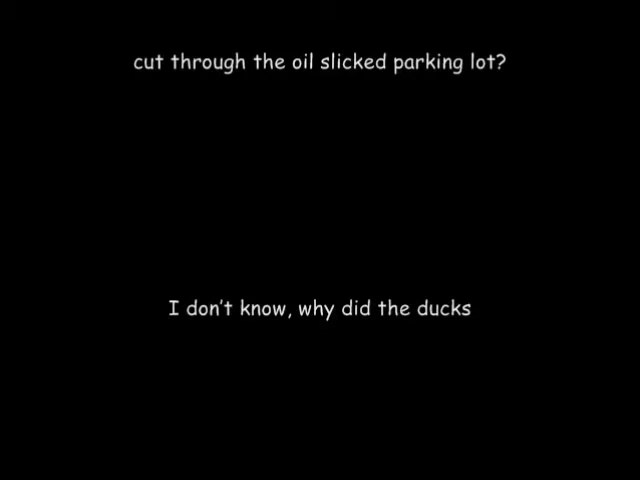 cut through the oil slicked parking lot?
I don't know, why did the ducks